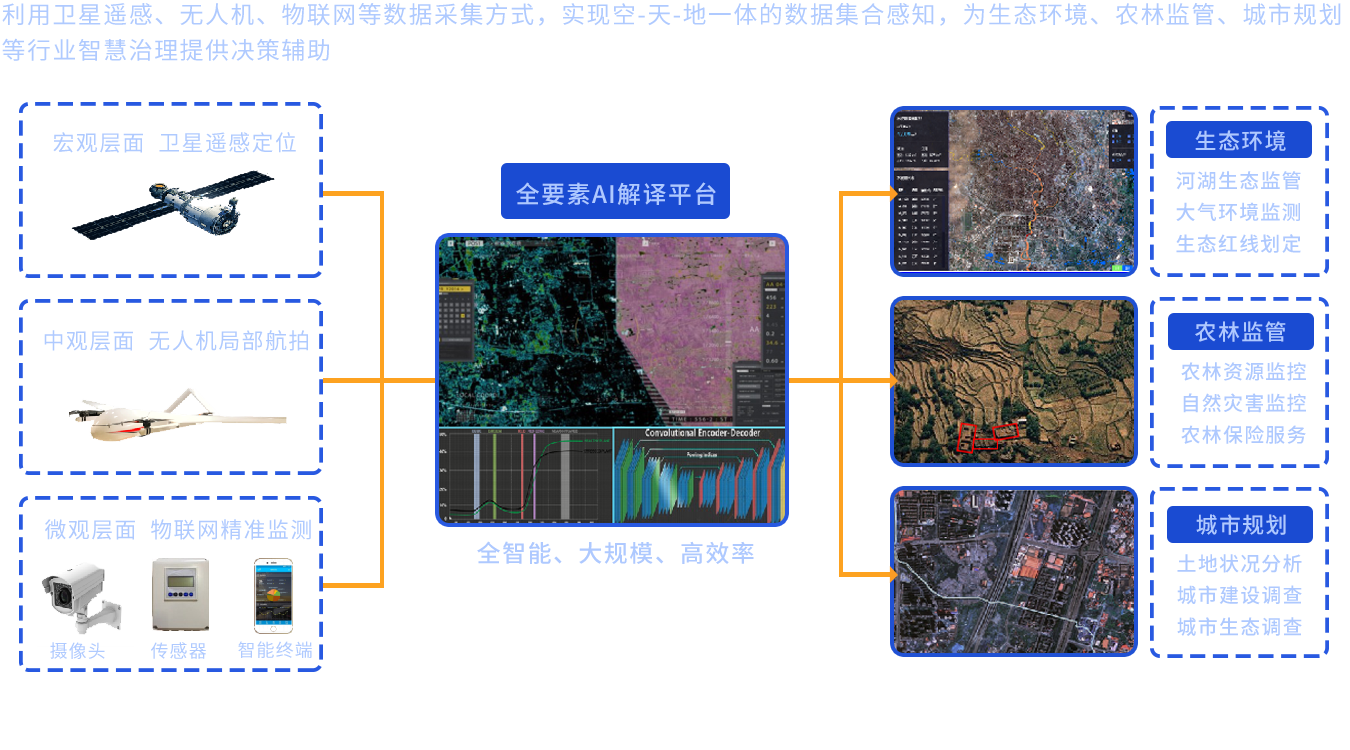 利用卫星遥感、无人机、物联网等数据采集方式，实现空-天-地一体的数据集合感知，为生态环境、农林监管、城市规划
等行业智慧治理提供决策辅助
宏观层面 卫星遥感定位
中观层面 无人机局部航拍
微观层面 物联网精准监测
摄像头 传感器 智能终端
全要素AI解译平台
Convolutional Encoder-Decoder
Pooling Indices
全智能、大规模、高效率
生态环境
河湖生态监管
大气环境监测
生态红线划定
农林监管
农林资源监控
自然灾害监控
农林保险服务
城市规划
土地状况分析
城市建设调查
城市生态调查